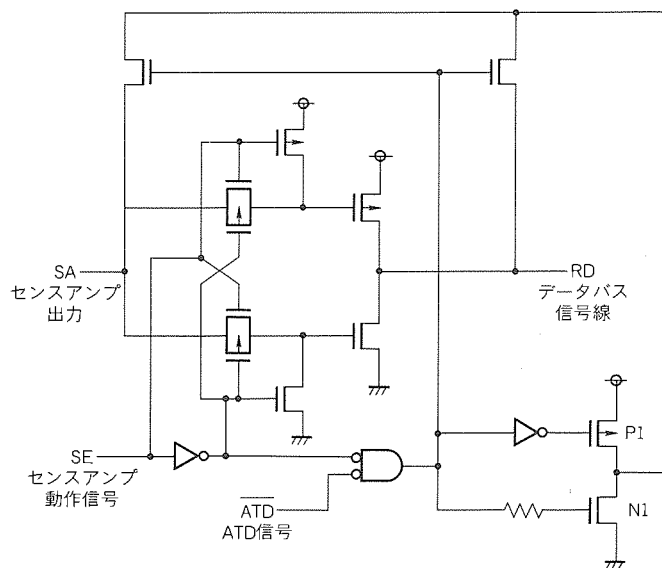 SA
センスアンプ
出力
RD
データバス
信号線
P1
SE
センスアンプ
動作信号
N1
ATD
ATD信号